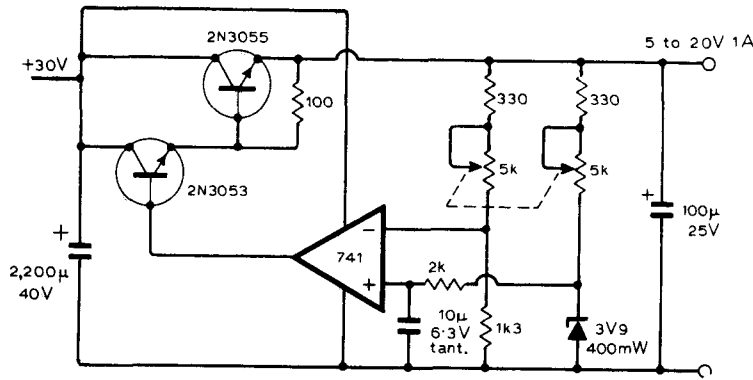 2N3055
5 to 20V 1A
+30V
330
330
100
5k
5k
2N3053
+
100μ
25V
+
2,200μ
40V
741
−
+
2k
10μ
6·3V
tant.
1k3
3V9
400mW